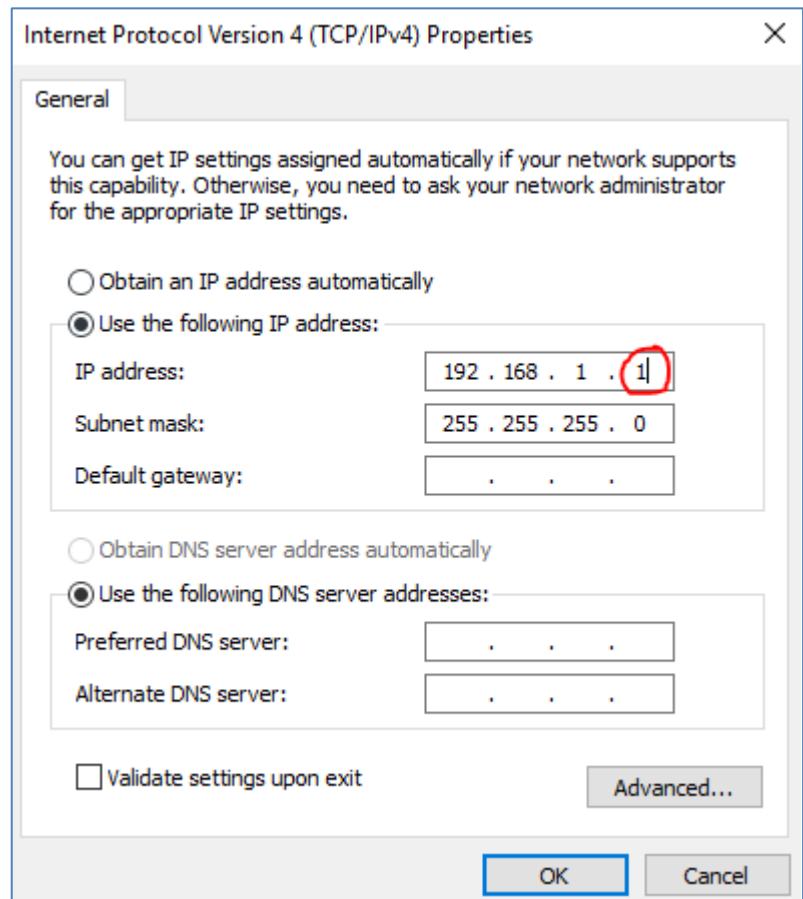 Internet Protocol Version 4 (TCP/IPv4) Properties
General
You can get IP settings assigned automatically if your network supports
this capability. Otherwise, you need to ask your network administrator
for the appropriate IP settings.
Obtain an IP address automatically
Use the following IP address:
IP address: 192 . 168 . 1 . 1
Subnet mask: 255 . 255 . 255 . 0
Default gateway: . . .
Obtain DNS server address automatically
Use the following DNS server addresses:
Preferred DNS server: . . .
Alternate DNS server: . . .
Validate settings upon exit
Advanced...
OK Cancel